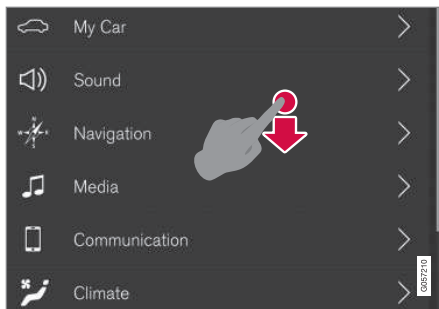 My Car
Sound
Navigation
Media
Communication
Climate
G057210